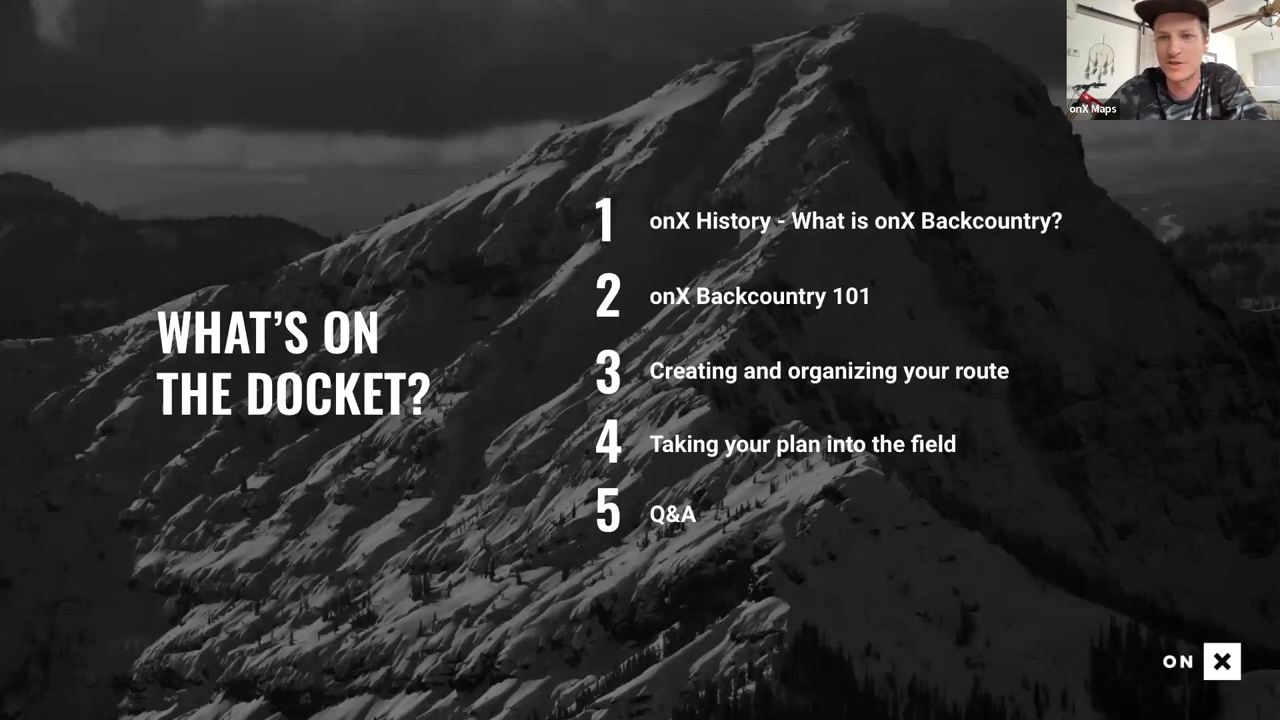 onX Maps
WHAT'S ON
THE DOCKET?
1 onX History - What is onX Backcountry?
2 onX Backcountry 101
3 Creating and organizing your route
4 Taking your plan into the field
5 Q&A
ON X